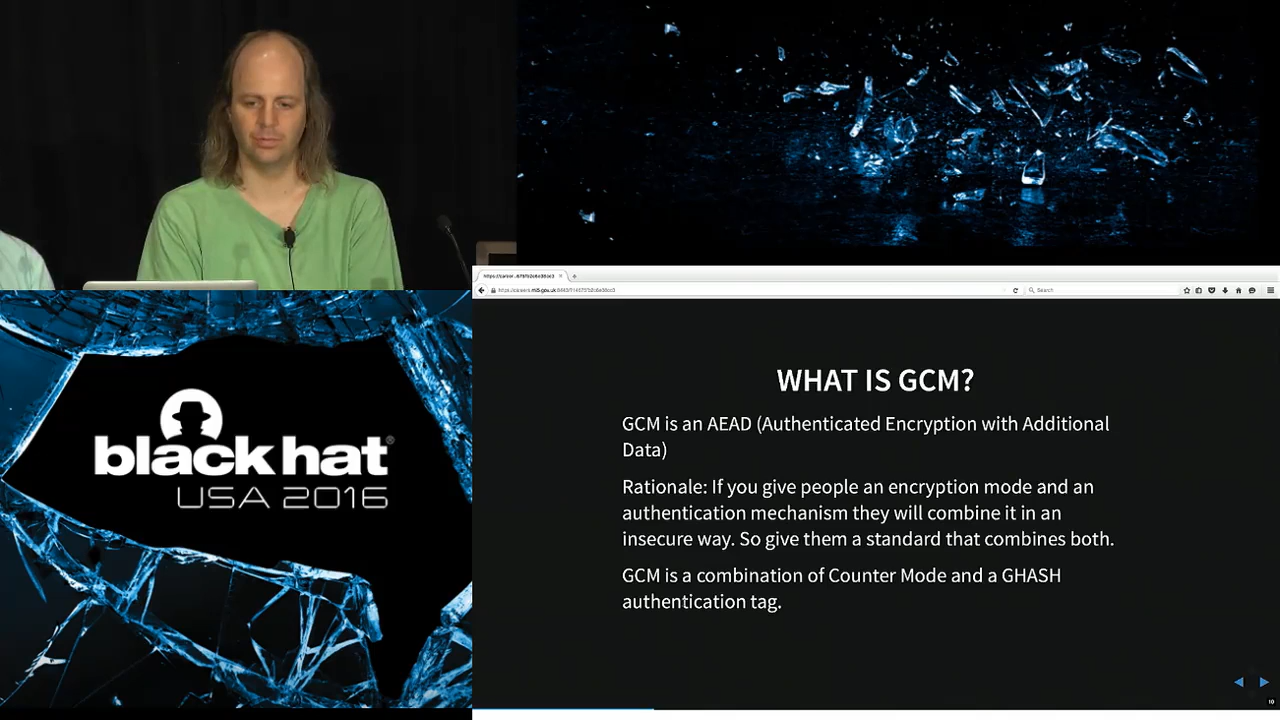 black hat®
USA 2016
Search
WHAT IS GCM?
GCM is an AEAD (Authenticated Encryption with Additional
Data)
Rationale: If you give people an encryption mode and an
authentication mechanism they will combine it in an
insecure way. So give them a standard that combines both.
GCM is a combination of Counter Mode and a GHASH
authentication tag.
10